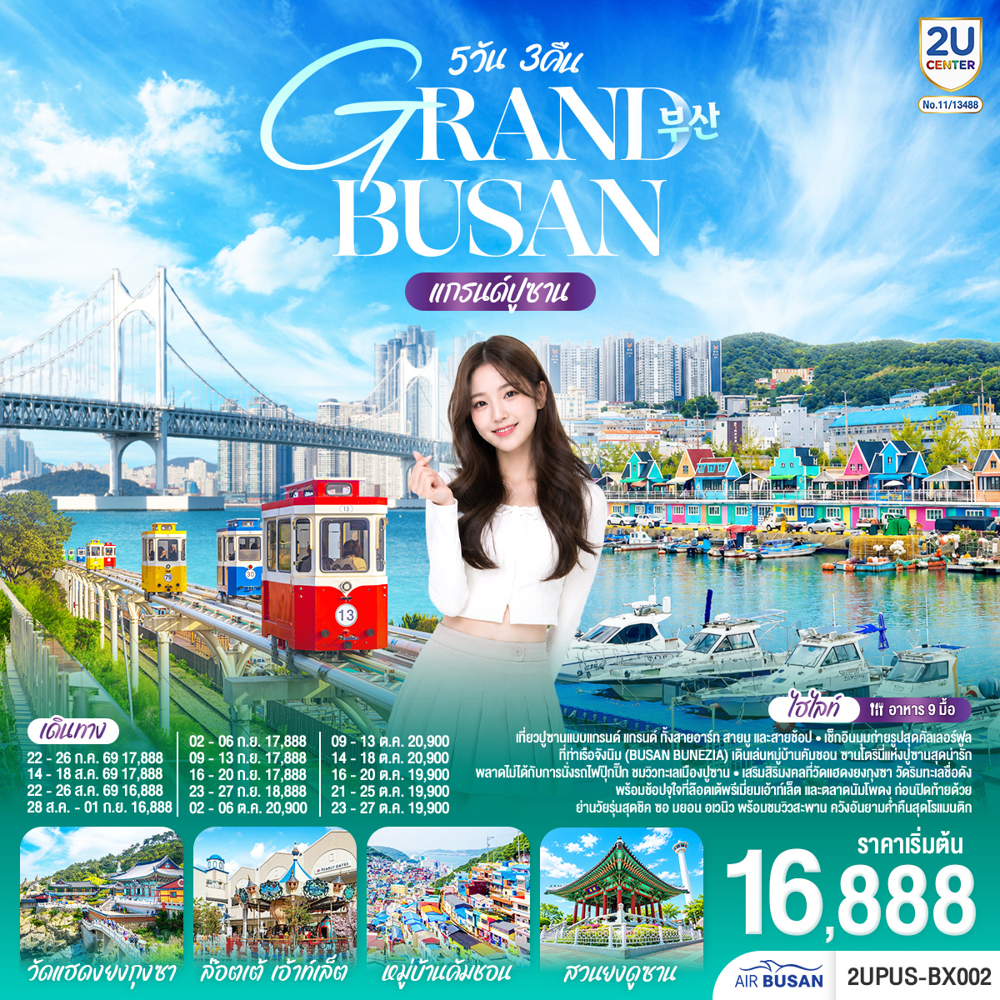 2U
CENTER
No.11/13488
5วัน 3คืน
GRAND
부산
BUSAN
แกรนด์ปูซาน
13
79
30
13
เดินทาง
22 - 26 ก.ค. 69 17,888
14 - 18 ส.ค. 69 17,888
22 - 26 ส.ค. 69 16,888
28 ส.ค. - 01 ก.ย. 16,888
02 - 06 ก.ย. 17,888
09 - 13 ก.ย. 17,888
16 - 20 ก.ย. 17,888
23 - 27 ก.ย. 18,888
02 - 06 ต.ค. 20,900
09 - 13 ต.ค. 20,900
14 - 18 ต.ค. 20,900
16 - 20 ต.ค. 19,900
21 - 25 ต.ค. 19,900
23 - 27 ต.ค. 19,900
ไฮไลท์
อาหาร 9 มื้อ
เที่ยวปูซานแบบแกรนด์ แกรนด์ ทั้งสายอาร์ท สายมู และสายช้อป • เช็กอินมุมถ่ายรูปสุดคัลเลอร์ฟูล
ที่ท่าเรือจังนิม (BUSAN BUNEZIA) เดินเล่นหมู่บ้านคัมชอน ซานโตรินี่แห่งปูซานสุดน่ารัก
พลาดไม่ได้กับการนั่งรถไฟปุ๊กปิ๊ก ชมวิวทะเลเมืองปูซาน • เสริมสิริมงคลที่วัดแฮดงยงกุงซา วัดริมทะเลชื่อดัง
พร้อมช้อปจุใจที่ล๊อตเต้พรีเมี่ยมเอ้าท์เล็ต และตลาดนัมโพดง ก่อนปิดท้ายด้วย
ย่านวัยรุ่นสุดชิค ซอ มยอน อเวนิว พร้อมชมวิวสะพาน ควังอันยามค่ำคืนสุดโรแมนติก
วัดแฮดงยงกุงซา
ล๊อตเต้ เอ้าท์เล็ต
หมู่บ้านคัมชอน
สวนยงดูซาน
ราคาเริ่มต้น
16,888
AIR BUSAN
2UPUS-BX002